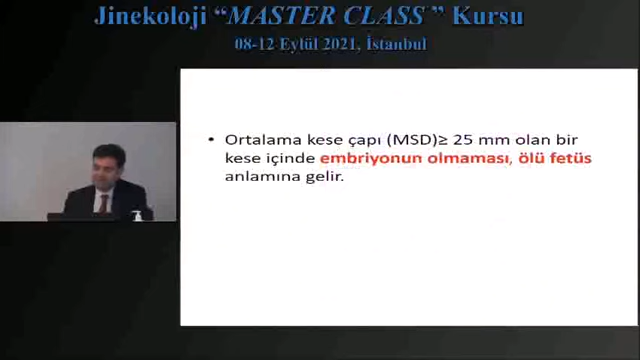 Jinekoloji “MASTER CLASS” Kursu
08-12 Eylül 2021, İstanbul
• Ortalama kese çapı (MSD)≥ 25 mm olan bir
kese içinde embriyonun olmaması, ölü fetüs
anlamına gelir.